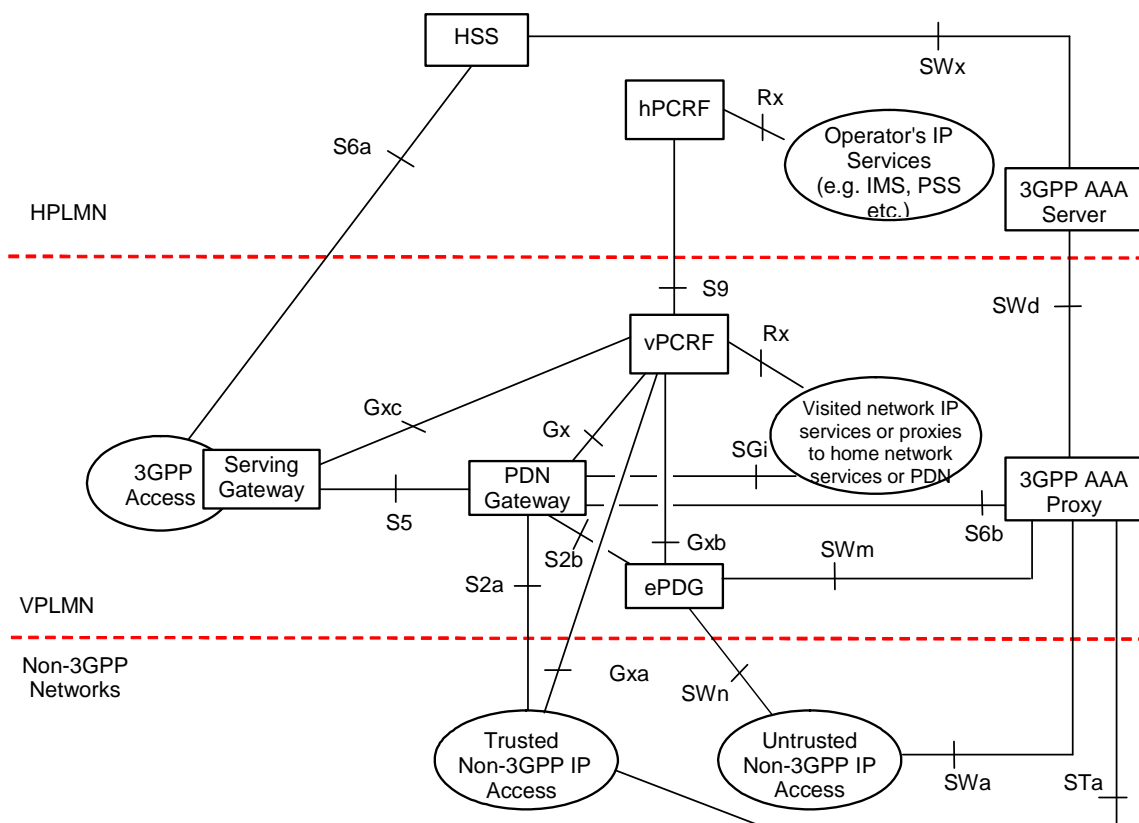 HSS
SWx
hPCRF
Rx
Operator's IP
Services
(e.g. IMS, PSS
etc.)
S6a
3GPP AAA
Server
HPLMN
S9
SWd
vPCRF
Rx
Gxc
Gx
Visited network IP
services or proxies
to home network
services or PDN
SGi
3GPP
Access
Serving
Gateway
PDN
Gateway
3GPP AAA
Proxy
S5
S6b
S2b
Gxb
SWm
S2a
ePDG
VPLMN
Non-3GPP
Networks
Gxa
SWn
Trusted
Non-3GPP IP
Access
Untrusted
Non-3GPP IP
Access
SWa
STa